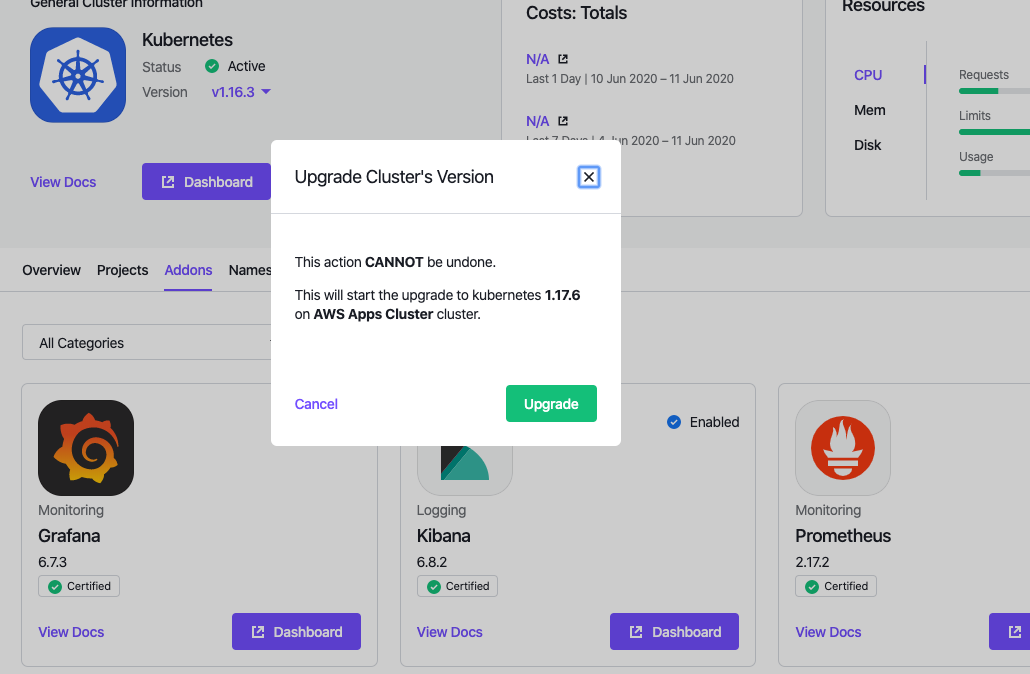 General Cluster Information
Kubernetes
Status Active
Version v1.16.3
View Docs
Dashboard
Costs: Totals
N/A
Last 1 Day | 10 Jun 2020 – 11 Jun 2020
N/A
Last 7 Days | 4 Jun 2020 – 11 Jun 2020
Resources
CPU
Mem
Disk
Requests
Limits
Usage
Upgrade Cluster's Version
This action CANNOT be undone.
This will start the upgrade to kubernetes 1.17.6
on AWS Apps Cluster cluster.
Cancel
Upgrade
Overview Projects Addons Names
All Categories
Monitoring
Grafana
6.7.3
Certified
View Docs
Dashboard
Enabled
Logging
Kibana
6.8.2
Certified
View Docs
Dashboard
Monitoring
Prometheus
2.17.2
Certified
View Docs